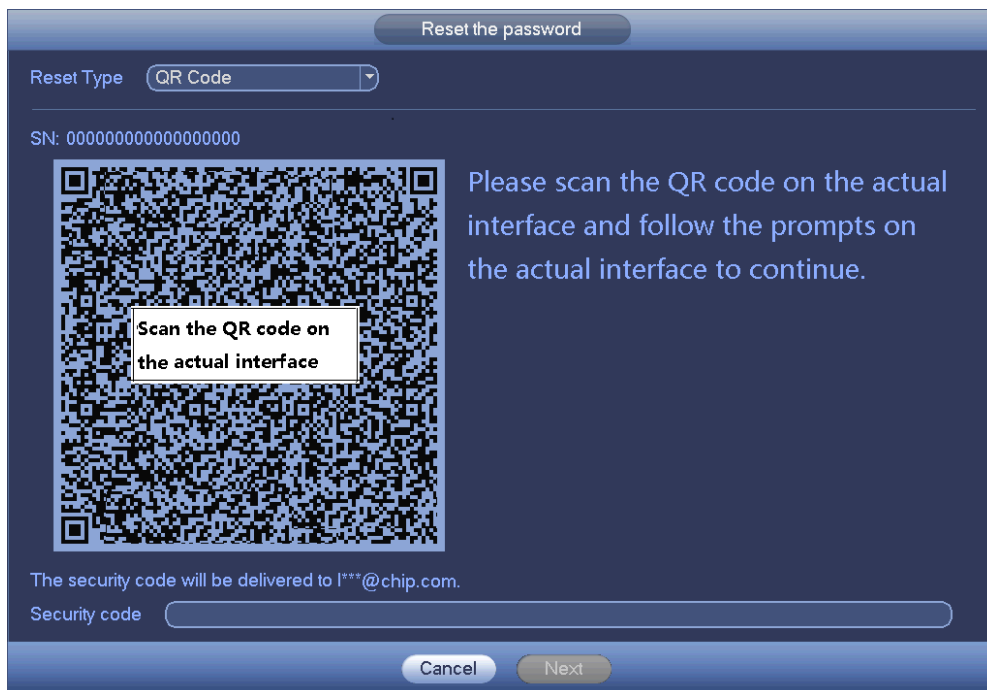 Reset the password
Reset Type QR Code
SN: 000000000000000000
Please scan the QR code on the actual
interface and follow the prompts on
the actual interface to continue.
Scan the QR code on
the actual interface
The security code will be delivered to l***@chip.com.
Security code
Cancel Next